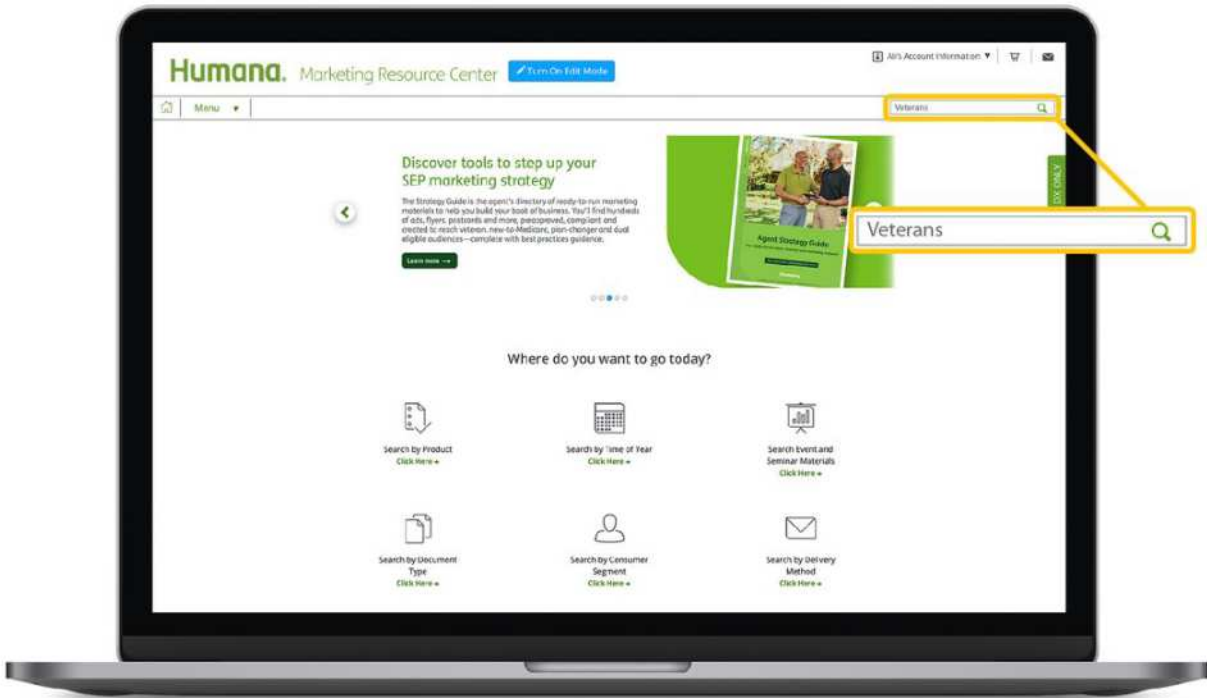 Humana. Marketing Resource Center Turn On Edit Mode
Ali's Account Information
Menu
Veterans
Discover tools to step up your
SEP marketing strategy
The Strategy Guide is the agent's directory of ready-to-run marketing
materials to help you build your book of business. You'll find hundreds
of ads, flyers, postcards and more, preapproved, compliant and
created to reach veteran, new-to-Medicare, plan-changer and dual
eligible audiences—complete with best practices guidance.
Learn more →
Agent Strategy Guide
DX ONLY
Veterans
Where do you want to go today?
Search by Product
Click Here
Search by Time of Year
Click Here
Search Event and
Seminar Materials
Click Here
Search by Document
Type
Click Here
Search by Consumer
Segment
Click Here
Search by Delivery
Method
Click Here